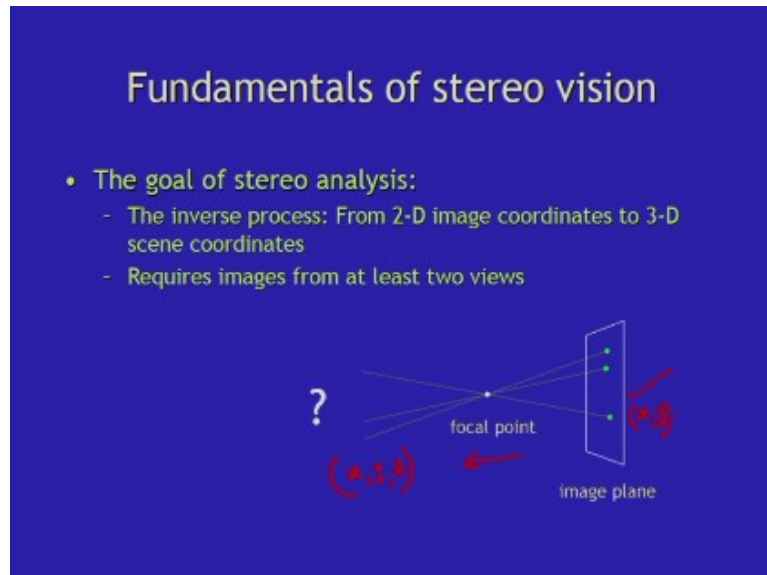 Fundamentals of stereo vision
• The goal of stereo analysis:
- The inverse process: From 2-D image coordinates to 3-D
scene coordinates
- Requires images from at least two views
?
focal point
(x,y)
(x,y,z)
image plane